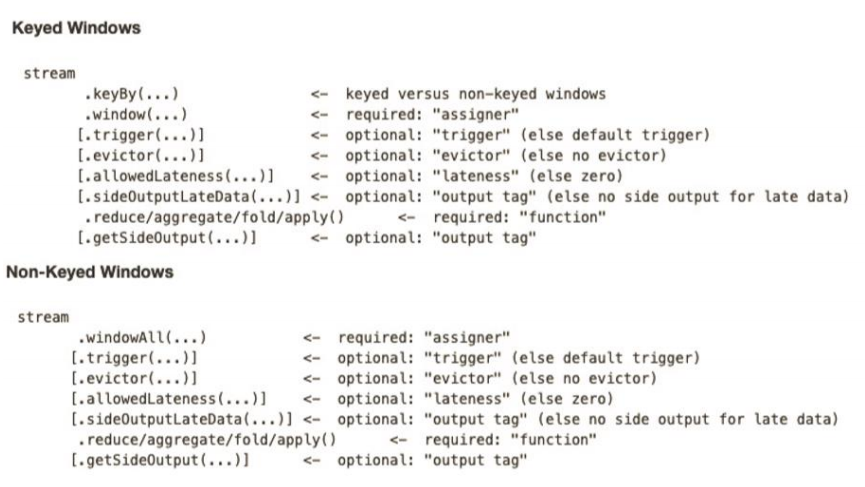 Keyed Windows
stream
.keyBy(...) <- keyed versus non-keyed windows
.window(...) <- required: "assigner"
[.trigger(...)] <- optional: "trigger" (else default trigger)
[.evictor(...)] <- optional: "evictor" (else no evictor)
[.allowedLateness(...)] <- optional: "lateness" (else zero)
[.sideOutputLateData(...)] <- optional: "output tag" (else no side output for late data)
.reduce/aggregate/fold/apply() <- required: "function"
[.getSideOutput(...)] <- optional: "output tag"
Non-Keyed Windows
stream
.windowAll(...) <- required: "assigner"
[.trigger(...)] <- optional: "trigger" (else default trigger)
[.evictor(...)] <- optional: "evictor" (else no evictor)
[.allowedLateness(...)] <- optional: "lateness" (else zero)
[.sideOutputLateData(...)] <- optional: "output tag" (else no side output for late data)
.reduce/aggregate/fold/apply() <- required: "function"
[.getSideOutput(...)] <- optional: "output tag"